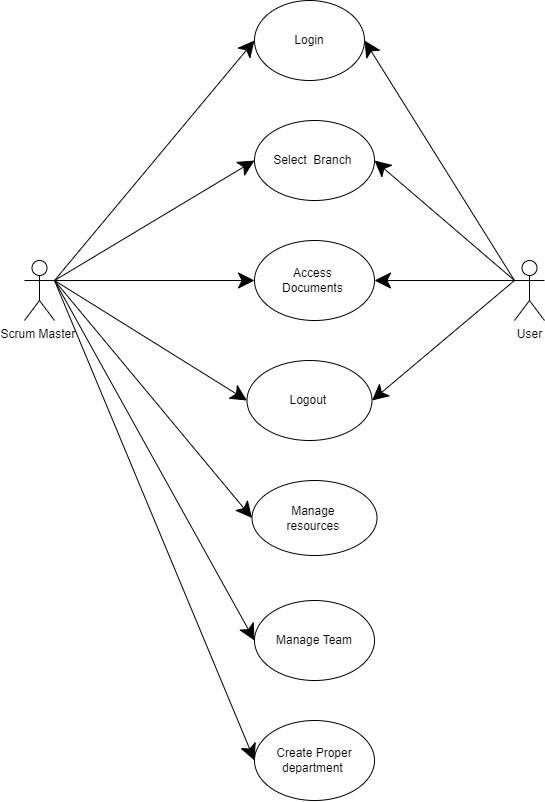 Login
Select  Branch
Access
Documents
Scrum Master
User
Logout
Manage
resources
Manage Team
Create Proper
department